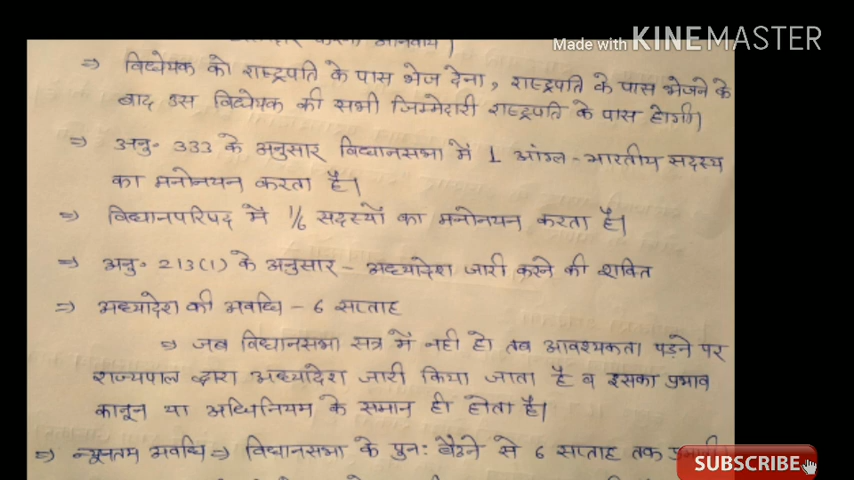 Made with KINEMASTER
करना अनिवार्य।
⇒ विधेयक को राष्ट्रपति के पास भेज देना, राष्ट्रपति के पास भेजने के
बाद उस विधेयक की सभी जिम्मेदारी राष्ट्रपति के पास होगी।
⇒ अनु॰ 333 के अनुसार विधानसभा में 1 आंग्ल-भारतीय सदस्य
का मनोनयन करता है।
⇒ विधानपरिषद में 1/6 सदस्यों का मनोनयन करता है।
⇒ अनु॰ 213(1) के अनुसार - अध्यादेश जारी करने की शक्ति
⇒ अध्यादेश की अवधि - 6 सप्ताह
⇒ जब विधानसभा सत्र में नही हो तब आवश्यकता पड़ने पर
राज्यपाल द्वारा अध्यादेश जारी किया जाता है व इसका प्रभाव
कानून या अधिनियम के समान ही होता है।
⇒ न्यूनतम अवधि ⇒ विधानसभा के पुनः बैठने से 6 सप्ताह तक
SUBSCRIBE